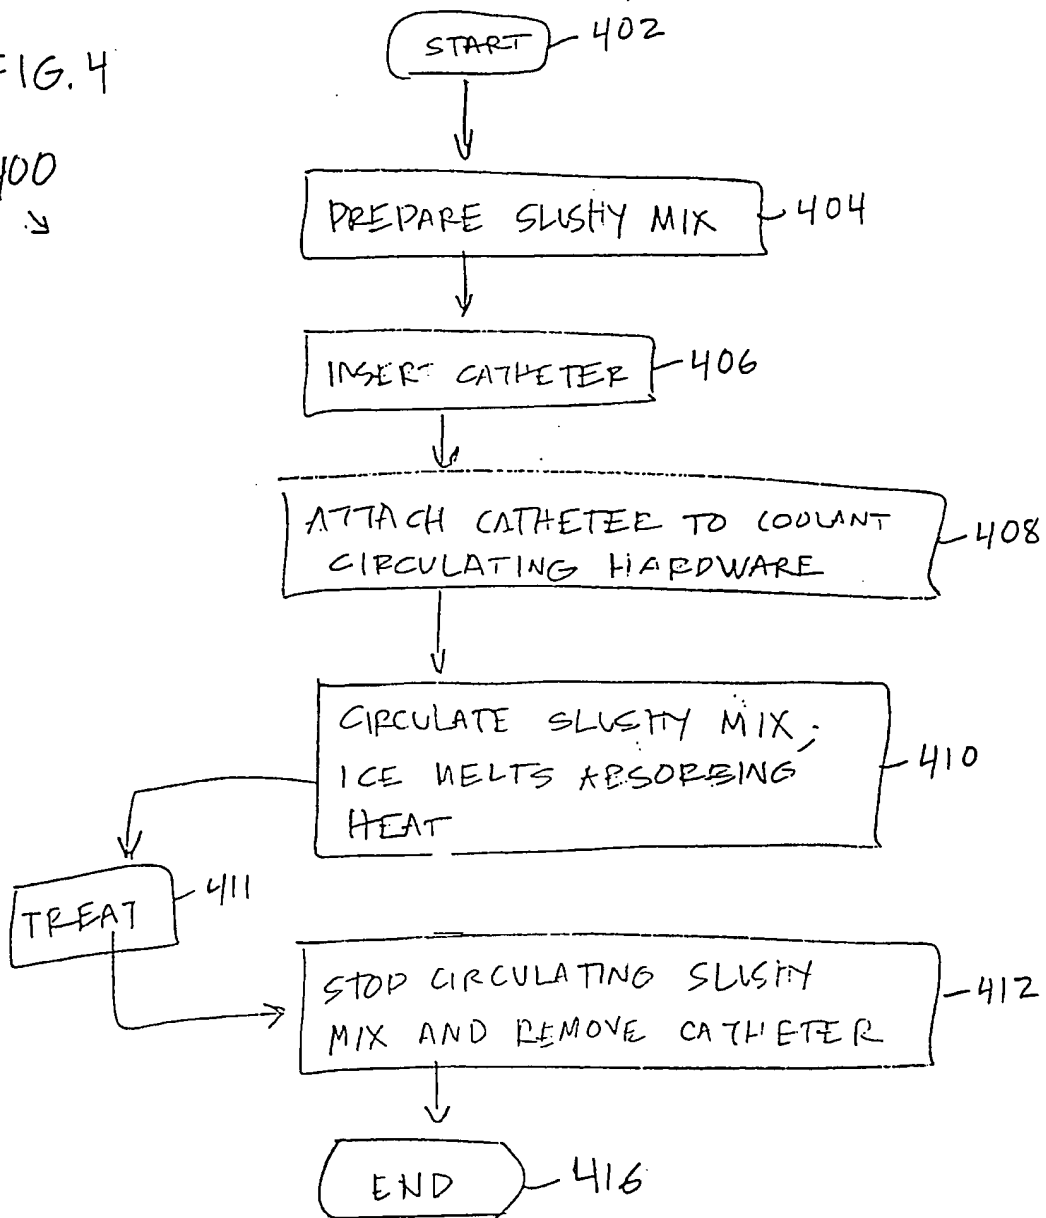 FIG. 4
400
START 402
PREPARE SLUSHY MIX 404
INSERT CATHETER 406
ATTACH CATHETER TO COOLANT
CIRCULATING HARDWARE
408
CIRCULATE SLUSHY MIX;
ICE MELTS ABSORBING
HEAT
410
TREAT 411
STOP CIRCULATING SLUSHY
MIX AND REMOVE CATHETER
412
END 416